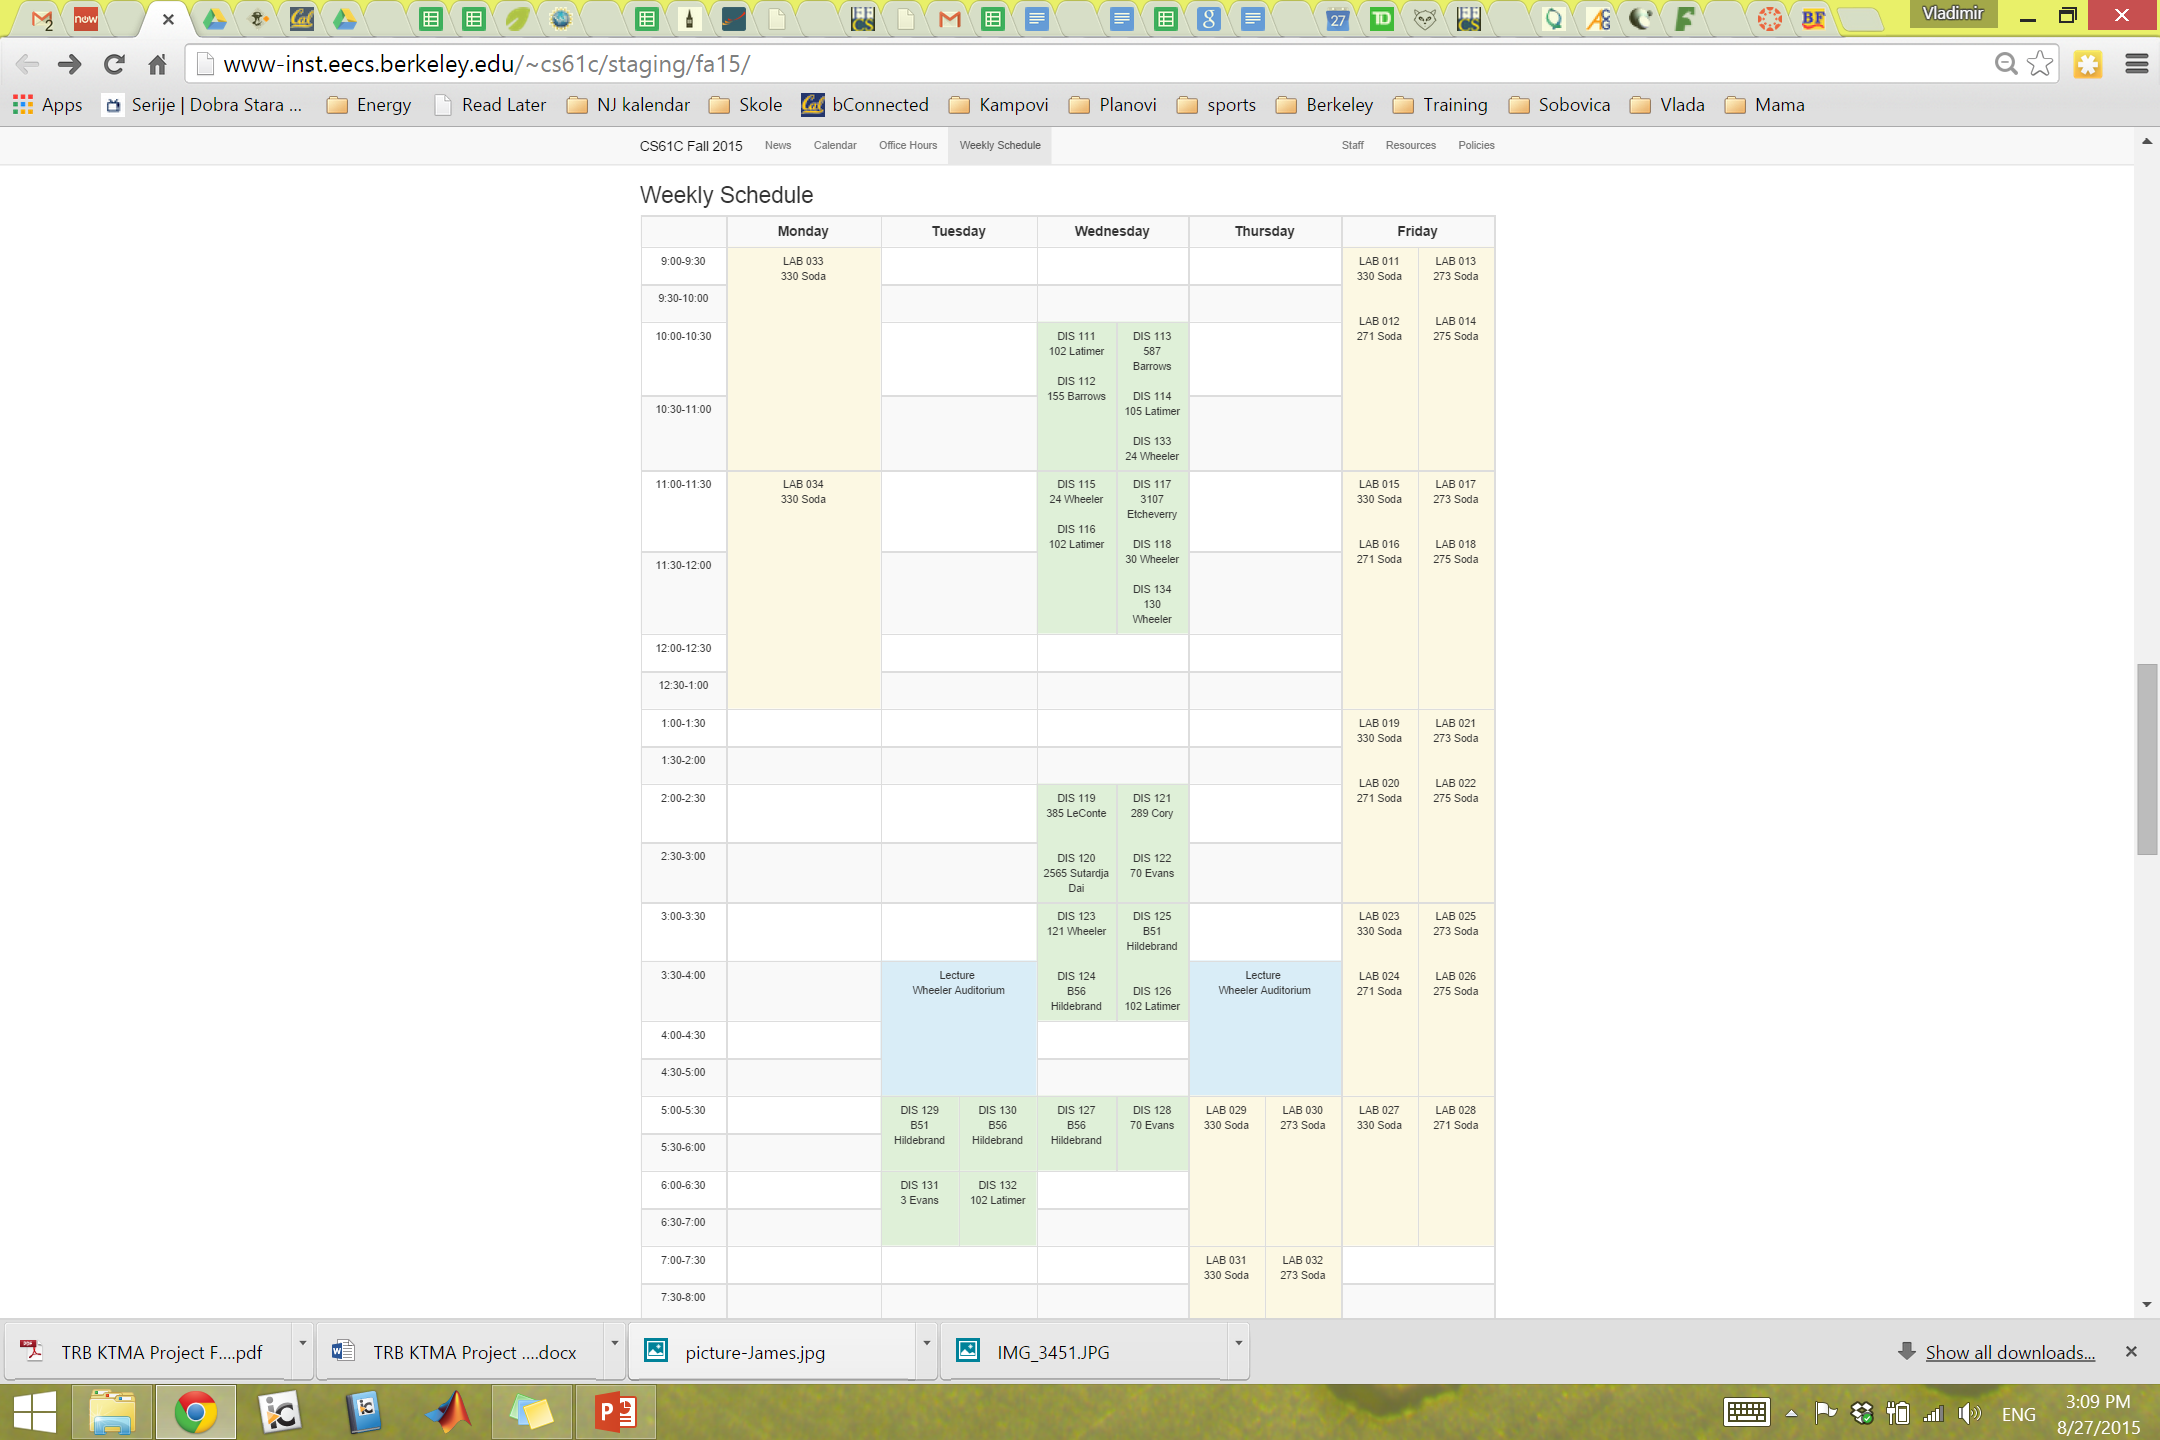 2
now
27
TD
BF
Vladimir
www-inst.eecs.berkeley.edu/~cs61c/staging/fa15/
Apps
Serije | Dobra Stara ...
Energy
Read Later
NJ kalendar
Skole
Cal
bConnected
Kampovi
Planovi
sports
Berkeley
Training
Sobovica
Vlada
Mama
CS61C Fall 2015
News
Calendar
Office Hours
Weekly Schedule
Staff
Resources
Policies
Weekly Schedule
Monday
Tuesday
Wednesday
Thursday
Friday
9:00-9:30
LAB 033
330 Soda
LAB 011
330 Soda
LAB 012
271 Soda
LAB 013
273 Soda
LAB 014
275 Soda
9:30-10:00
10:00-10:30
DIS 111
102 Latimer
DIS 112
155 Barrows
DIS 113
587
Barrows
DIS 114
105 Latimer
DIS 133
24 Wheeler
10:30-11:00
11:00-11:30
LAB 034
330 Soda
DIS 115
24 Wheeler
DIS 116
102 Latimer
DIS 117
3107
Etcheverry
DIS 118
30 Wheeler
DIS 134
130
Wheeler
LAB 015
330 Soda
LAB 016
271 Soda
LAB 017
273 Soda
LAB 018
275 Soda
11:30-12:00
12:00-12:30
12:30-1:00
1:00-1:30
LAB 019
330 Soda
LAB 020
271 Soda
LAB 021
273 Soda
LAB 022
275 Soda
1:30-2:00
2:00-2:30
DIS 119
385 LeConte
DIS 120
2565 Sutardja
Dai
DIS 121
289 Cory
DIS 122
70 Evans
2:30-3:00
3:00-3:30
DIS 123
121 Wheeler
DIS 124
B56
Hildebrand
DIS 125
B51
Hildebrand
DIS 126
102 Latimer
LAB 023
330 Soda
LAB 024
271 Soda
LAB 025
273 Soda
LAB 026
275 Soda
3:30-4:00
Lecture
Wheeler Auditorium
Lecture
Wheeler Auditorium
4:00-4:30
4:30-5:00
5:00-5:30
DIS 129
B51
Hildebrand
DIS 130
B56
Hildebrand
DIS 127
B56
Hildebrand
DIS 128
70 Evans
LAB 029
330 Soda
LAB 030
273 Soda
LAB 027
330 Soda
LAB 028
271 Soda
5:30-6:00
6:00-6:30
DIS 131
3 Evans
DIS 132
102 Latimer
6:30-7:00
7:00-7:30
LAB 031
330 Soda
LAB 032
273 Soda
7:30-8:00
TRB KTMA Project F....pdf
TRB KTMA Project ....docx
picture-James.jpg
IMG_3451.JPG
Show all downloads...
ENG
3:09 PM
8/27/2015